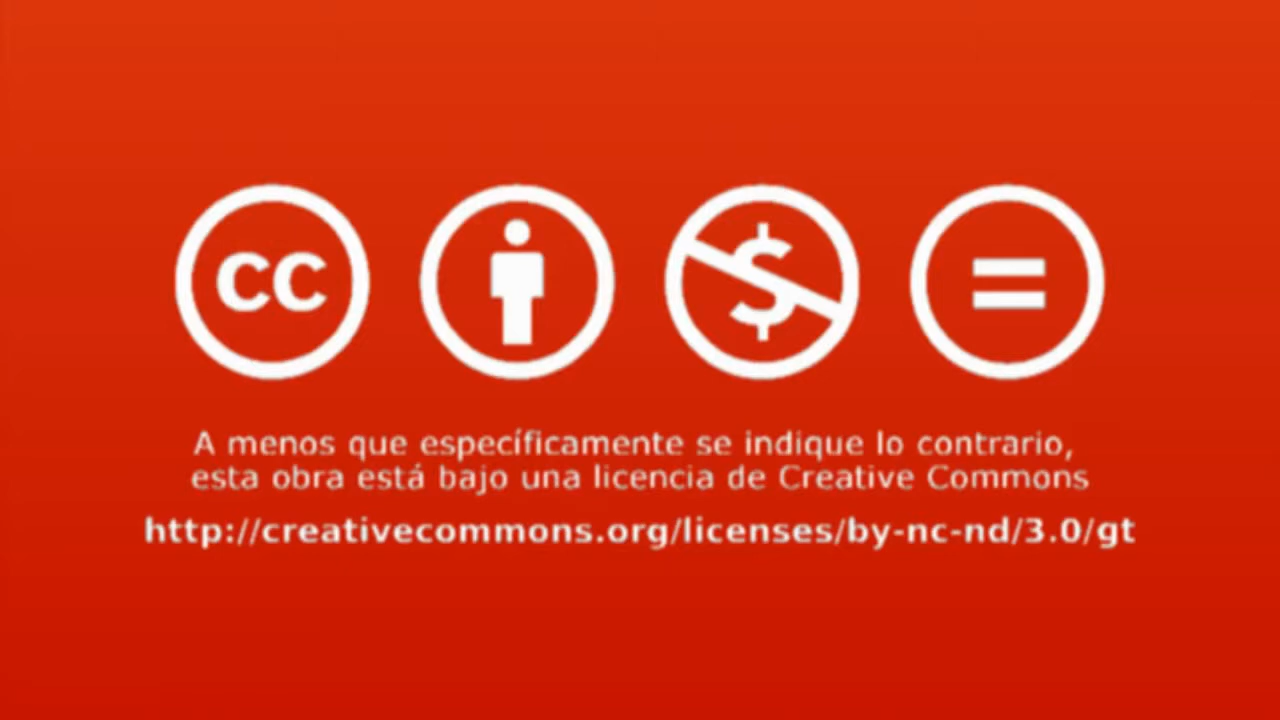 cc
A menos que específicamente se indique lo contrario,
esta obra está bajo una licencia de Creative Commons
http://creativecommons.org/licenses/by-nc-nd/3.0/gt